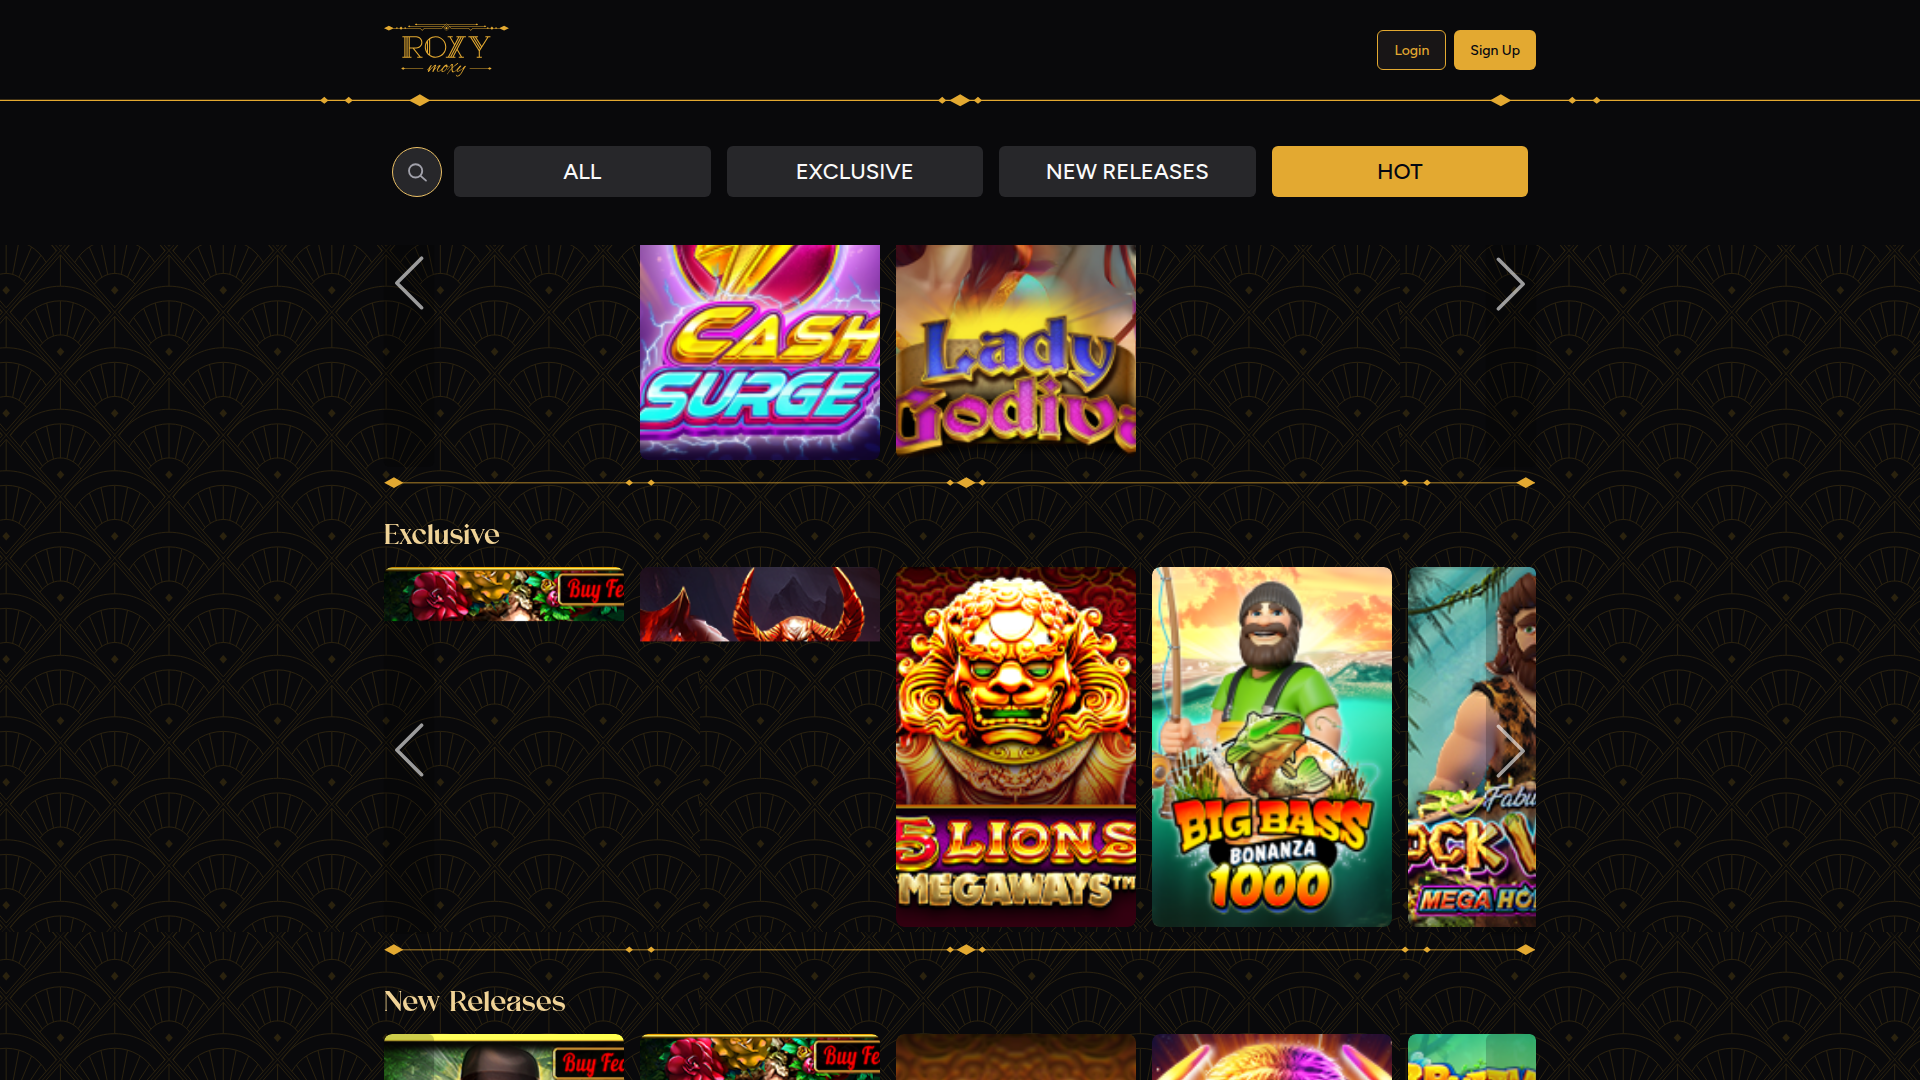 ROXY
moxy
Login
Sign Up
ALL
EXCLUSIVE
NEW RELEASES
HOT
CASH
SURGE
Lady
Godiva
Exclusive
Buy Fe
5 LIONS
MEGAWAYS™
BIG BASS
BONANZA
1000
Fabu
OCK V
MEGA HO
New Releases
Buy Fea
Buy Fe